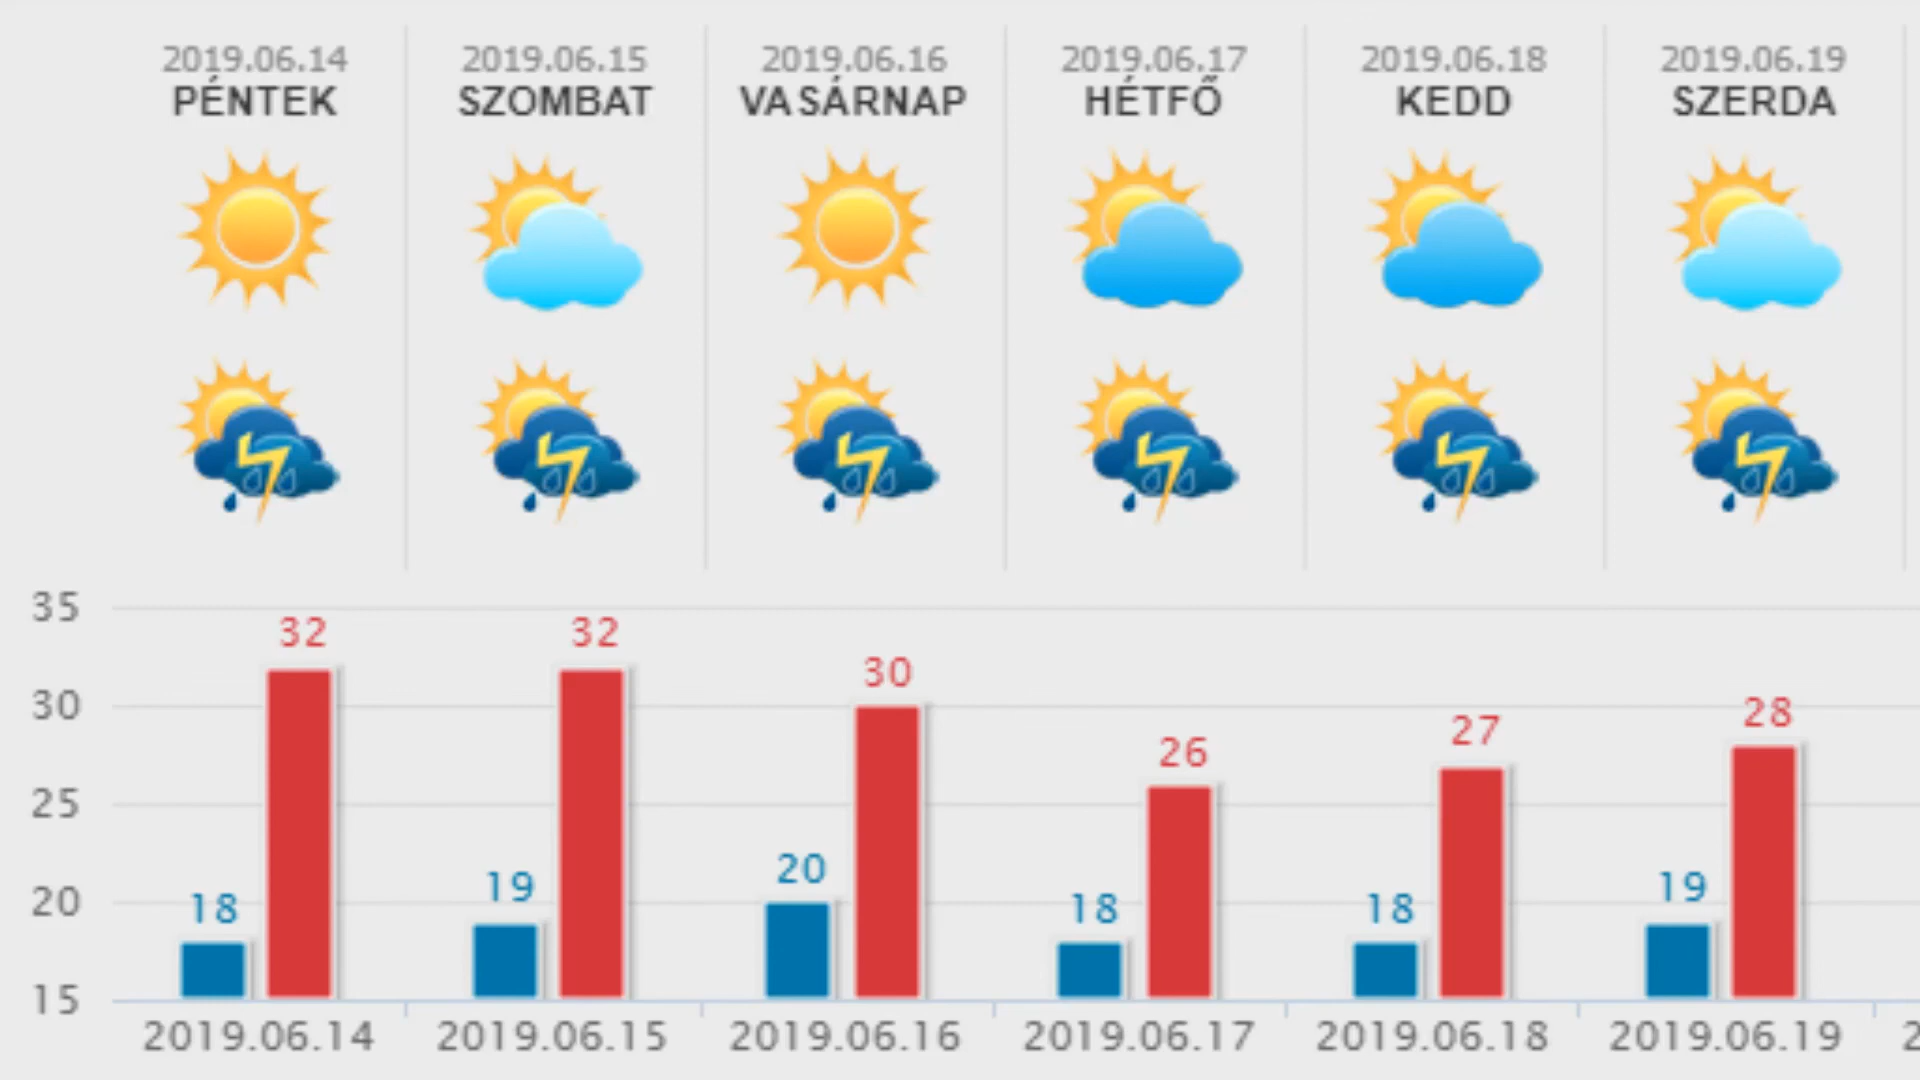 2019.06.14 2019.06.15 2019.06.16 2019.06.17 2019.06.18 2019.06.19
PÉNTEK SZOMBAT VASÁRNAP HÉTFŐ KEDD SZERDA
35
32 32 30 26 27 28
30
25
18 19 20 18 18 19
20
15
2019.06.14 2019.06.15 2019.06.16 2019.06.17 2019.06.18 2019.06.19